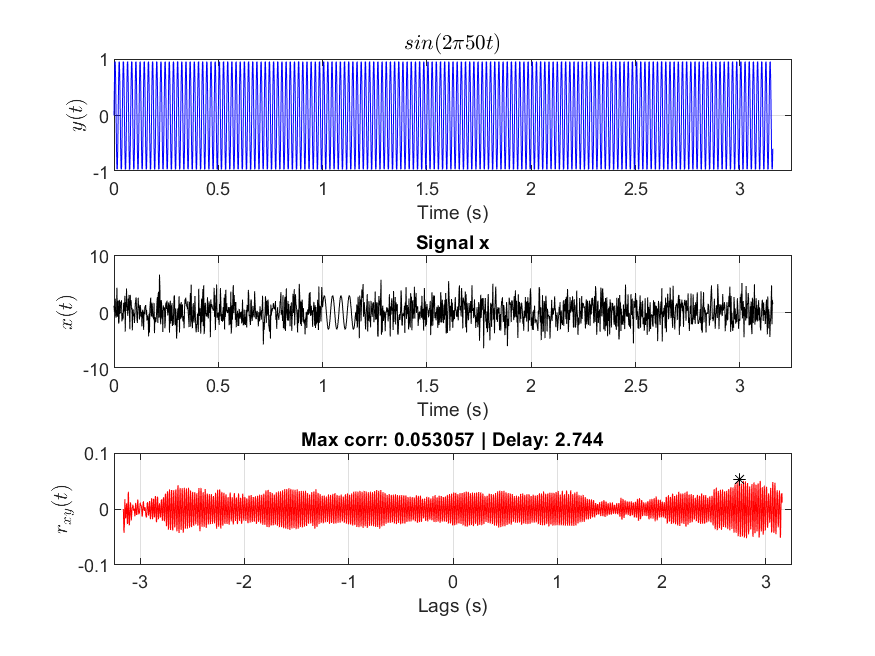 sin(2π50t)
1
0
-1
y(t)
0 0.5 1 1.5 2 2.5 3
Time (s)
Signal x
10
0
-10
x(t)
0 0.5 1 1.5 2 2.5 3
Time (s)
Max corr: 0.053057 | Delay: 2.744
0.1
0
-0.1
r_xy(t)
-3 -2 -1 0 1 2 3
Lags (s)